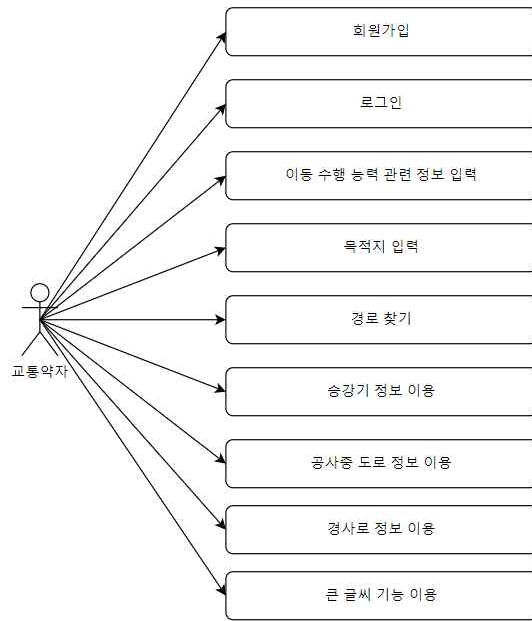 회원가입
로그인
이동 수행 능력 관련 정보 입력
목적지 입력
경로 찾기
교통약자
승강기 정보 이용
공사중 도로 정보 이용
경사로 정보 이용
큰 글씨 기능 이용